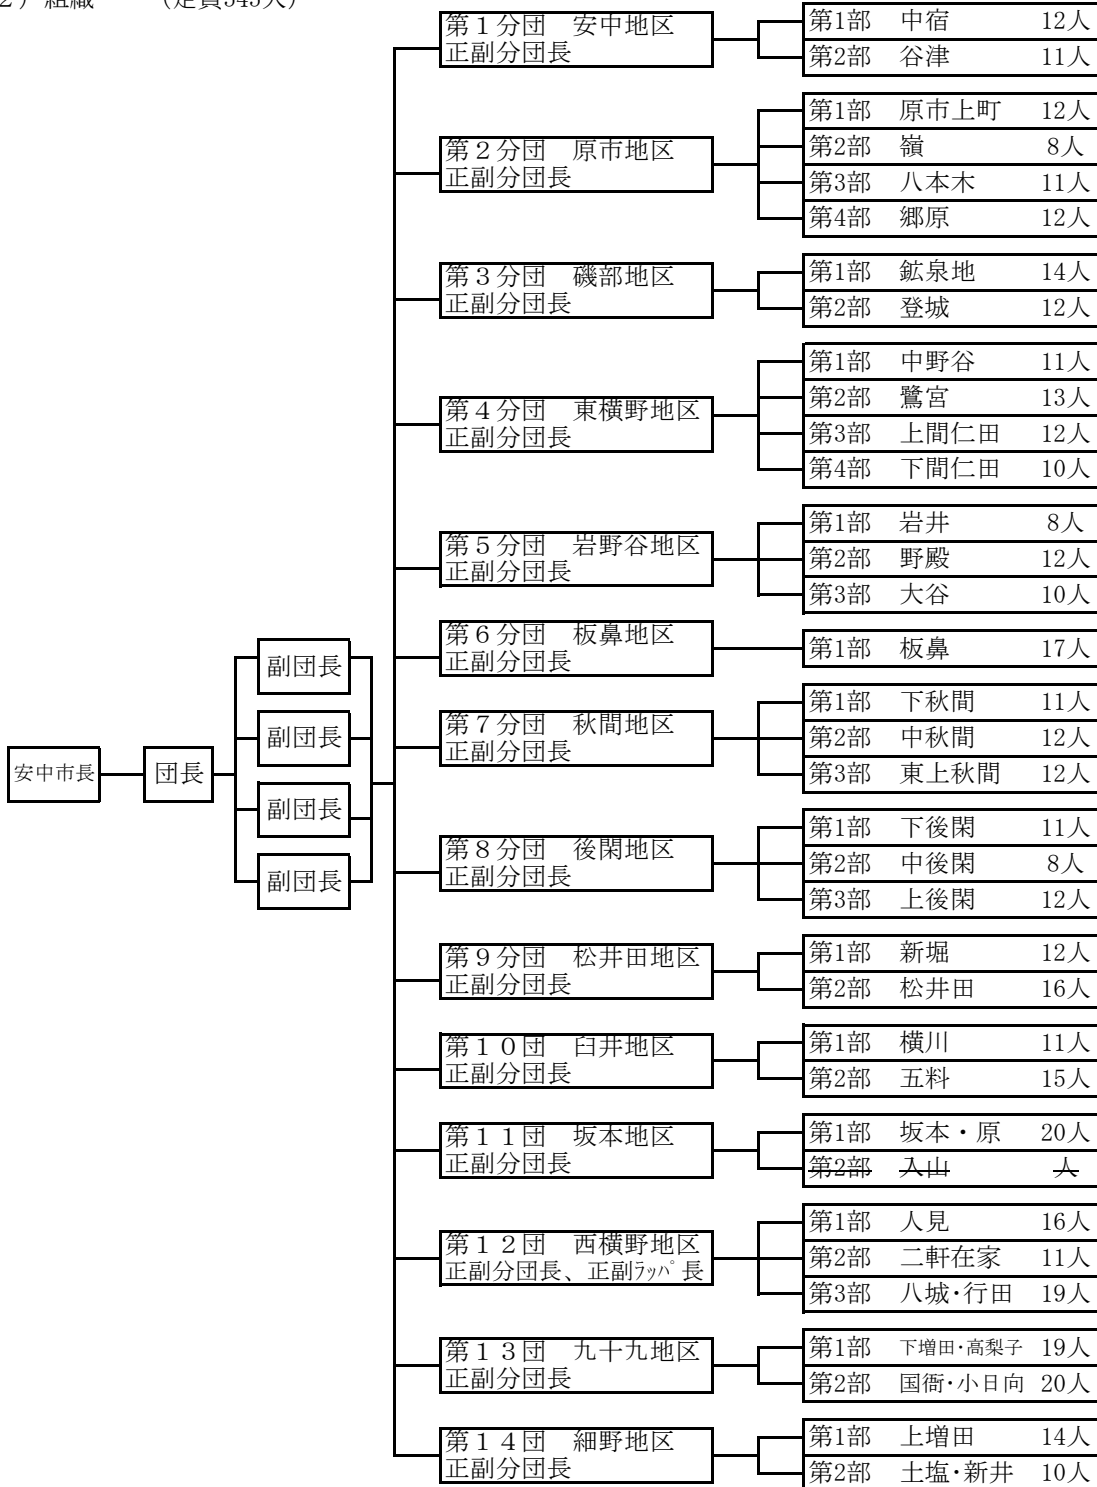 ２）組織　　（定員545人）
第１分団　安中地区
正副分団長
第1部　中宿　12人
第2部　谷津　11人
第２分団　原市地区
正副分団長
第1部　原市上町　12人
第2部　嶺　8人
第3部　八本木　11人
第4部　郷原　12人
第３分団　磯部地区
正副分団長
第1部　鉱泉地　14人
第2部　登城　12人
第４分団　東横野地区
正副分団長
第1部　中野谷　11人
第2部　鷺宮　13人
第3部　上間仁田　12人
第4部　下間仁田　10人
第５分団　岩野谷地区
正副分団長
第1部　岩井　8人
第2部　野殿　12人
第3部　大谷　10人
第６分団　板鼻地区
正副分団長
第1部　板鼻　17人
安中市長
団長
副団長
副団長
副団長
副団長
第７分団　秋間地区
正副分団長
第1部　下秋間　11人
第2部　中秋間　12人
第3部　東上秋間　12人
第８分団　後閑地区
正副分団長
第1部　下後閑　11人
第2部　中後閑　8人
第3部　上後閑　12人
第９分団　松井田地区
正副分団長
第1部　新堀　12人
第2部　松井田　16人
第１０団　臼井地区
正副分団長
第1部　横川　11人
第2部　五料　15人
第１１団　坂本地区
正副分団長
第1部　坂本・原　20人
第2部　入山　人
第１２団　西横野地区
正副分団長、正副ﾗｯﾊﾟ長
第1部　人見　16人
第2部　二軒在家　11人
第3部　八城・行田　19人
第１３団　九十九地区
正副分団長
第1部　下増田・高梨子　19人
第2部　国衙・小日向　20人
第１４団　細野地区
正副分団長
第1部　上増田　14人
第2部　土塩・新井　10人